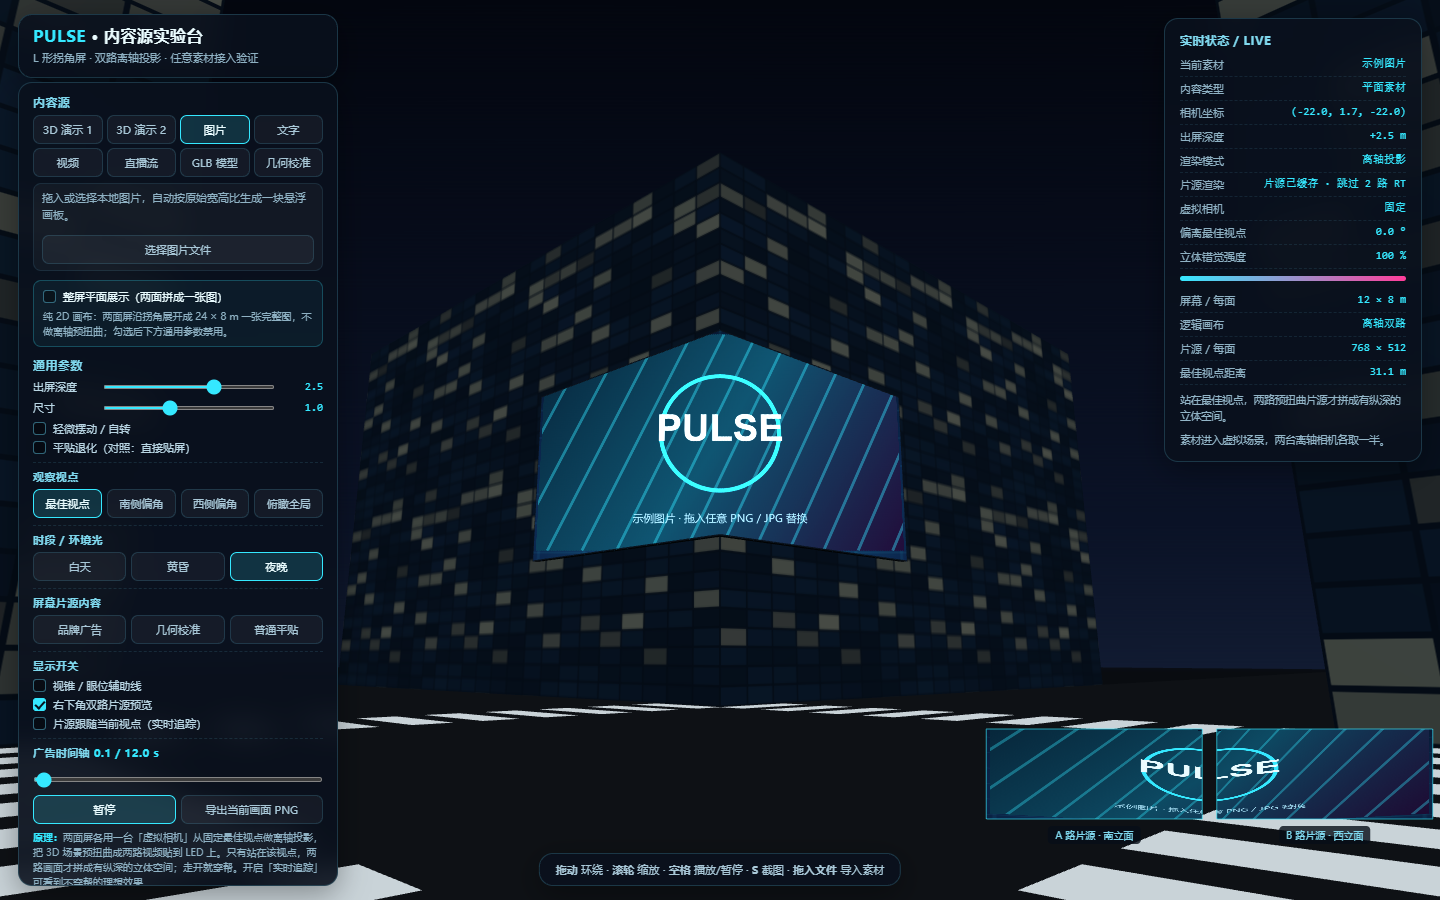 PULSE • 内容源实验台
L 形拐角屏 · 双路离轴投影 · 任意素材接入验证
内容源
3D 演示 1
3D 演示 2
图片
文字
视频
直播流
GLB 模型
几何校准
拖入或选择本地图片，自动按原始宽高比生成一块悬浮
画板。
选择图片文件
整屏平面展示（两面拼成一张图）
纯 2D 画布：两面屏沿拐角展开成 24 × 8 m 一张完整图，不
做离轴预扭曲；勾选后下方通用参数禁用。
通用参数
出屏深度 2.5
尺寸 1.0
轻微摆动 / 自转
平贴退化（对照：直接贴屏）
观察视点
最佳视点
南侧偏角
西侧偏角
俯瞰全局
时段 / 环境光
白天
黄昏
夜晚
屏幕片源内容
品牌广告
几何校准
普通平贴
显示开关
视锥 / 眼位辅助线
右下角双路片源预览
片源跟随当前视点（实时追踪）
广告时间轴 0.1 / 12.0 s
暂停
导出当前画面 PNG
原理：两面屏各用一台「虚拟相机」从固定最佳视点做离轴投影，
把 3D 场景预扭曲成两路视频贴到 LED 上。只有站在该视点，两
路画面才拼成有纵深的立体空间；走开就穿帮。开启「实时追踪」
可看到不穿帮的理想效果
PULSE
示例图片 · 拖入任意 PNG / JPG 替换
实时状态 / LIVE
当前素材 示例图片
内容类型 平面素材
相机坐标 (-22.0, 1.7, -22.0)
出屏深度 +2.5 m
渲染模式 离轴投影
片源渲染 片源已缓存 · 跳过 2 路 RT
虚拟相机 固定
偏离最佳视点 0.0 °
立体错觉强度 100 %
屏幕 / 每面 12 × 8 m
逻辑画布 离轴双路
片源 / 每面 768 × 512
最佳视点距离 31.1 m
站在最佳视点，两路预扭曲片源才拼成有纵深的
立体空间。
素材进入虚拟场景，两台离轴相机各取一半。
PULSE
A 路片源 · 南立面
B 路片源 · 西立面
拖动 环绕 · 滚轮 缩放 · 空格 播放/暂停 · S 截图 · 拖入文件 导入素材